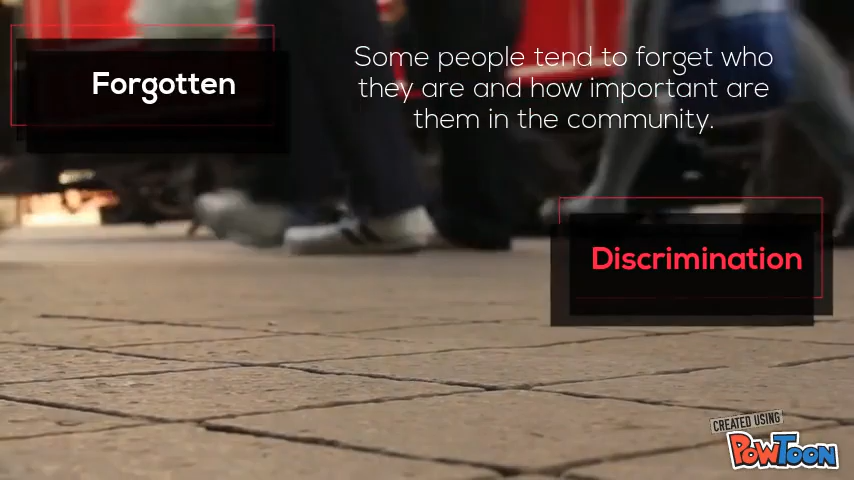 Forgotten
Some people tend to forget who
they are and how important are
them in the community.
Discrimination
CREATED USING
POWTOON